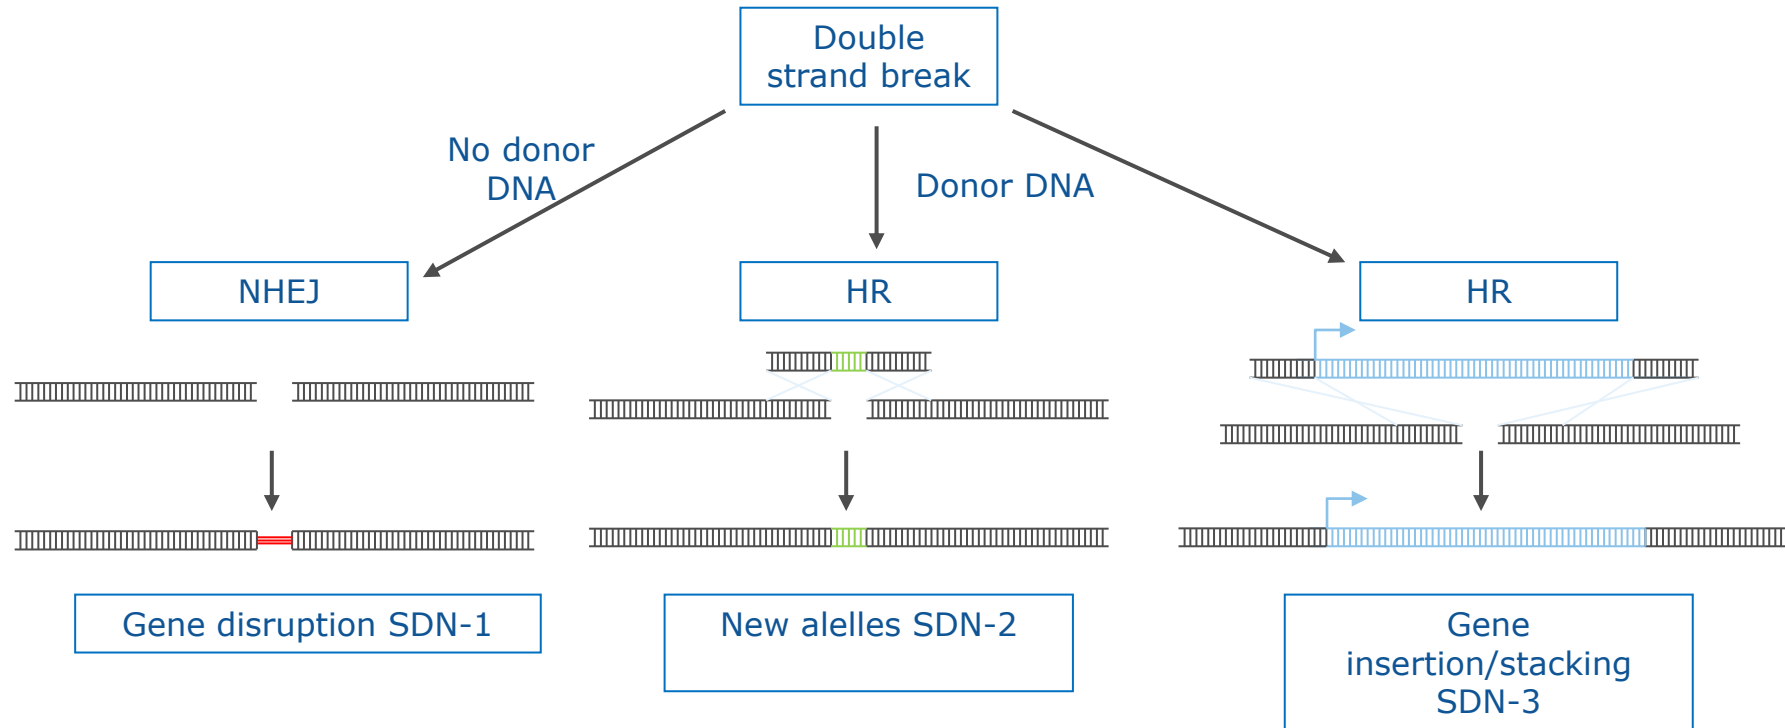 Double
strand break
No donor
DNA
Donor DNA
NHEJ
HR
HR
Gene disruption SDN-1
New alelles SDN-2
Gene
insertion/stacking
SDN-3